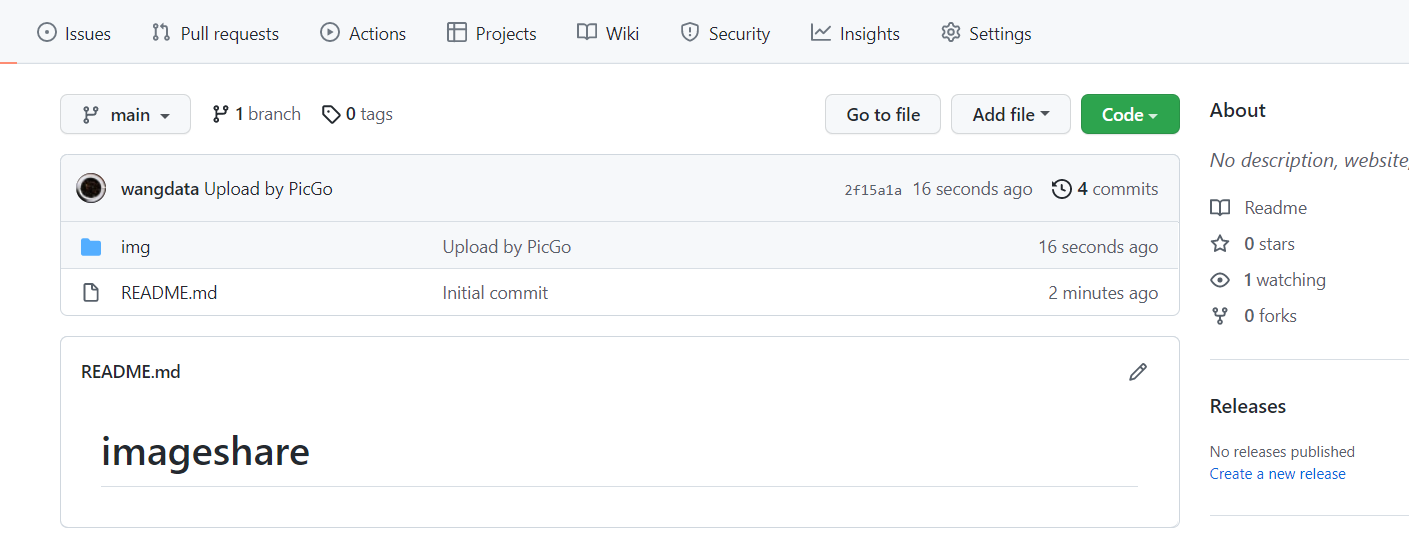 Issues Pull requests Actions Projects Wiki Security Insights Settings
main 1 branch 0 tags Go to file Add file Code
About
No description, website,
wangdata Upload by PicGo 2f15a1a 16 seconds ago 4 commits
Readme
img Upload by PicGo 16 seconds ago
0 stars
1 watching
README.md Initial commit 2 minutes ago
0 forks
README.md
imageshare
Releases
No releases published
Create a new release